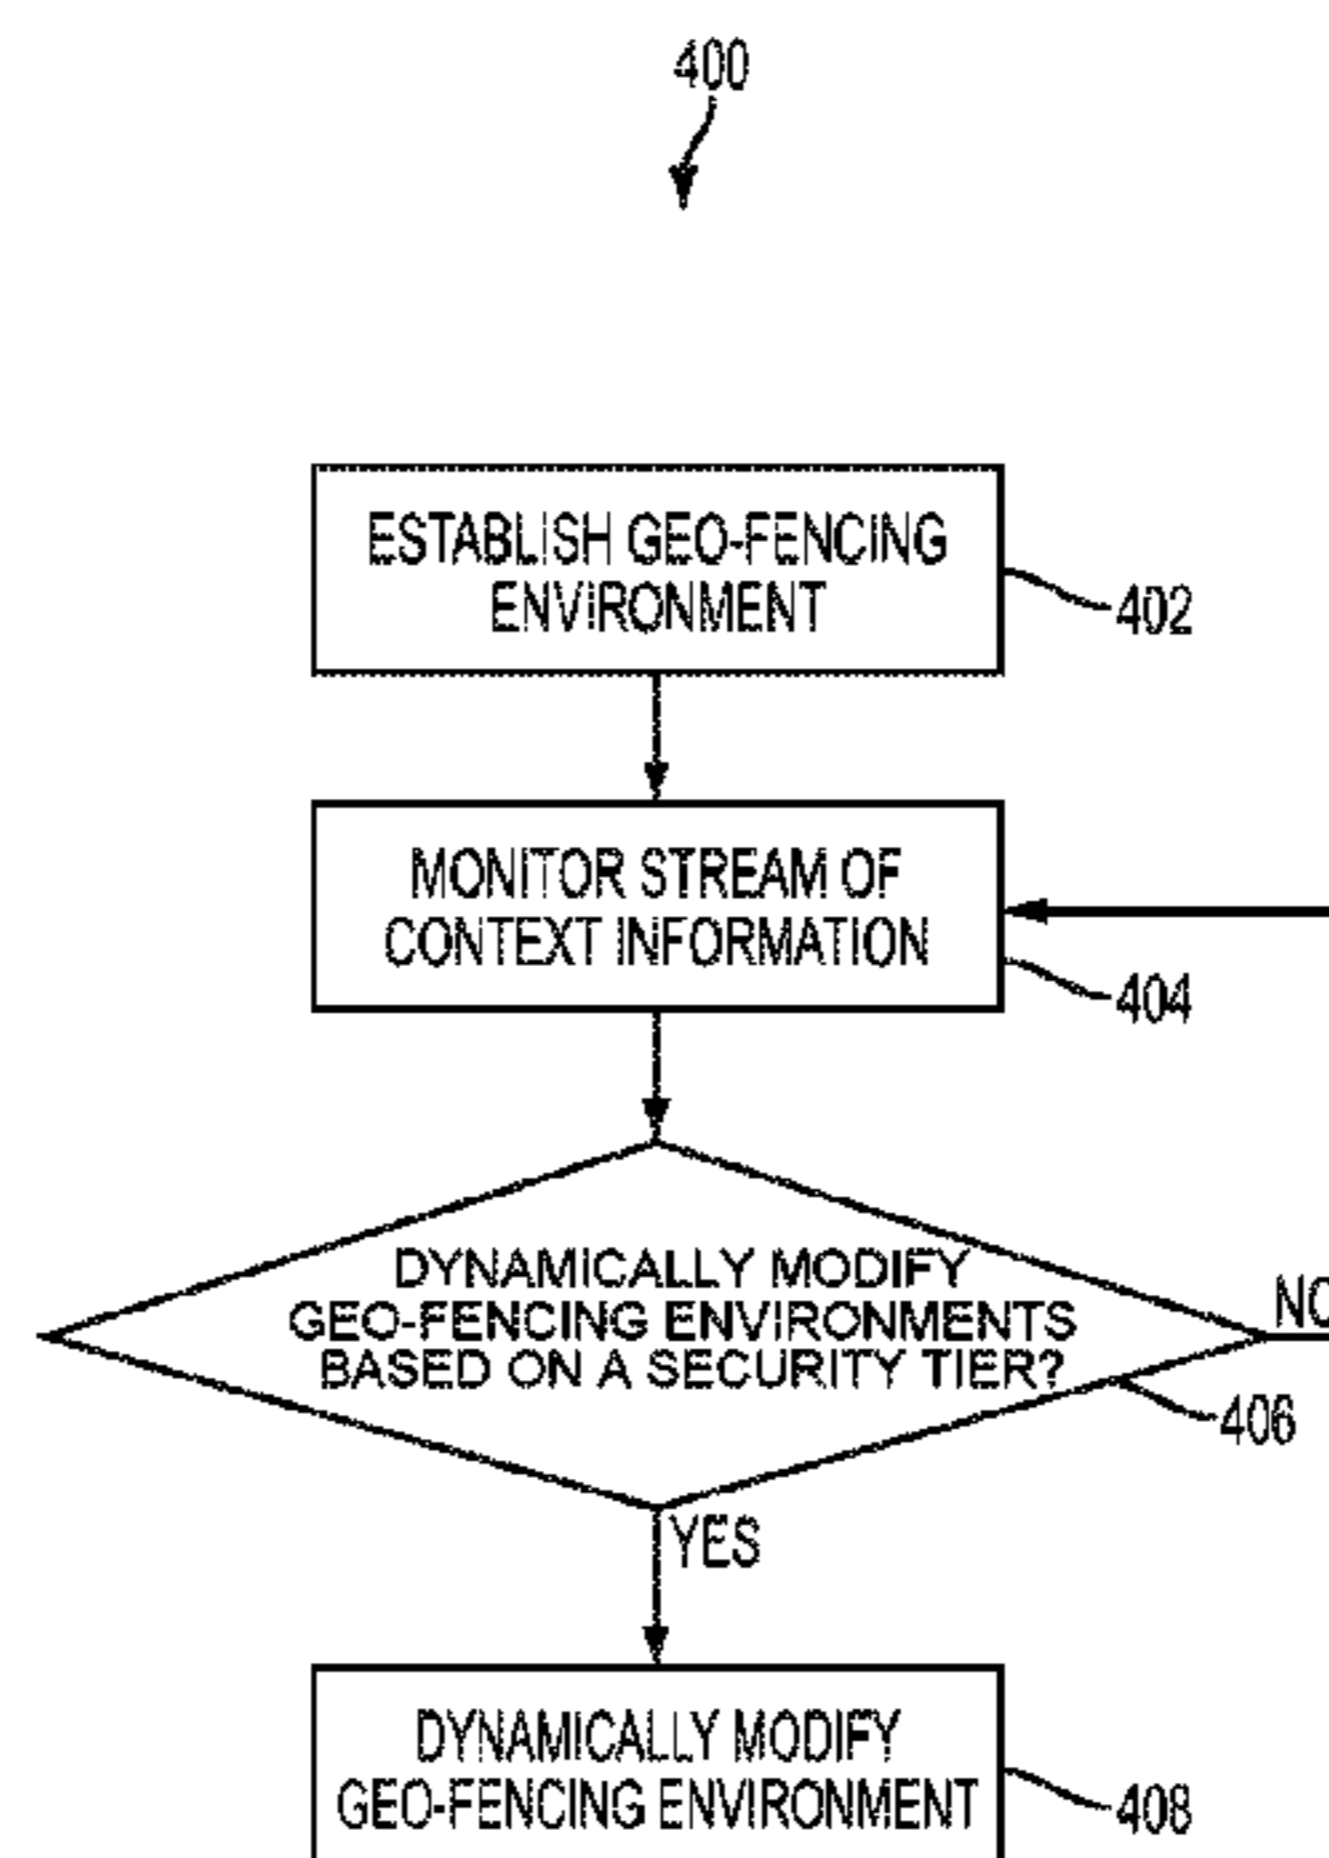 400
ESTABLISH GEO-FENCING
ENVIRONMENT
402
MONITOR STREAM OF
CONTEXT INFORMATION
404
DYNAMICALLY MODIFY
GEO-FENCING ENVIRONMENTS
BASED ON A SECURITY TIER?
NO
406
YES
DYNAMICALLY MODIFY
GEO-FENCING ENVIRONMENT
408